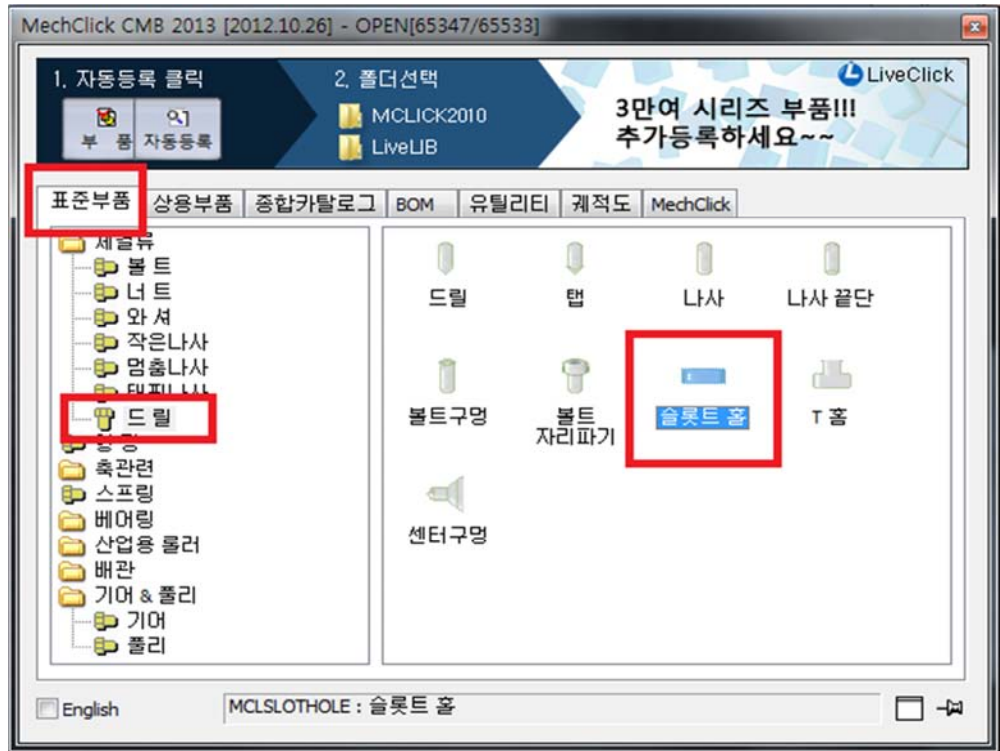 MechClick CMB 2013 [2012.10.26] - OPEN[65347/65533]
1. 자동등록 클릭
2. 폴더선택
LiveClick
부 품
자동등록
MCLICK2010
LiveLIB
3만여 시리즈 부품!!!
추가등록하세요~~
표준부품
상용부품
종합카탈로그
BOM
유틸리티
궤적도
MechClick
체결류
볼 트
너 트
와 셔
작은나사
멈춤나사
드 릴
축관련
스프링
베어링
산업용 롤러
배관
기어 & 풀리
기어
풀리
드릴
탭
나사
나사 끝단
볼트구멍
볼트
자리파기
슬롯트 홀
T 홈
센터구멍
English
MCLSLOTHOLE : 슬롯트 홀